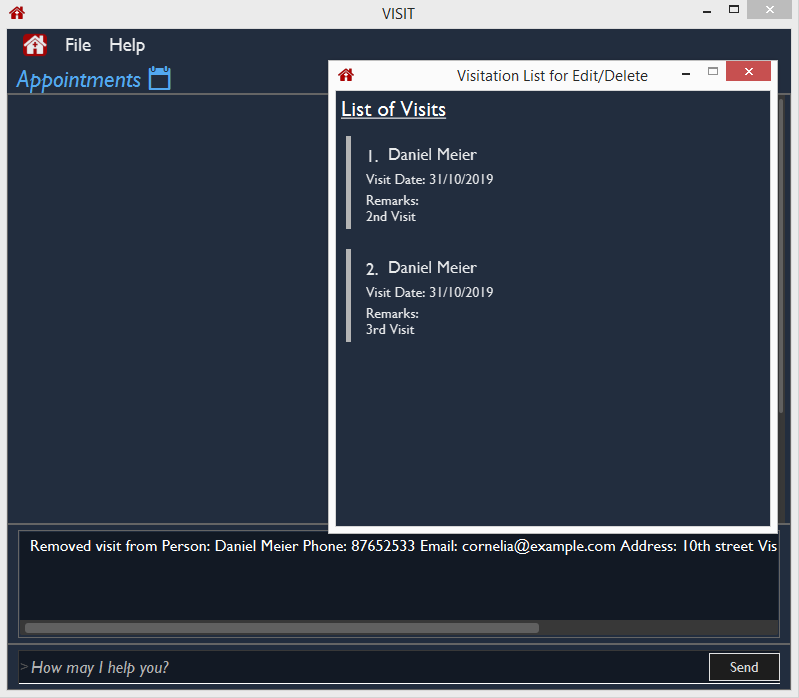 VISIT
File Help
Appointments
Visitation List for Edit/Delete
List of Visits
1. Daniel Meier
Visit Date: 31/10/2019
Remarks:
2nd Visit
2. Daniel Meier
Visit Date: 31/10/2019
Remarks:
3rd Visit
Removed visit from Person: Daniel Meier Phone: 87652533 Email: cornelia@example.com Address: 10th street Vis
>How may I help you?
Send